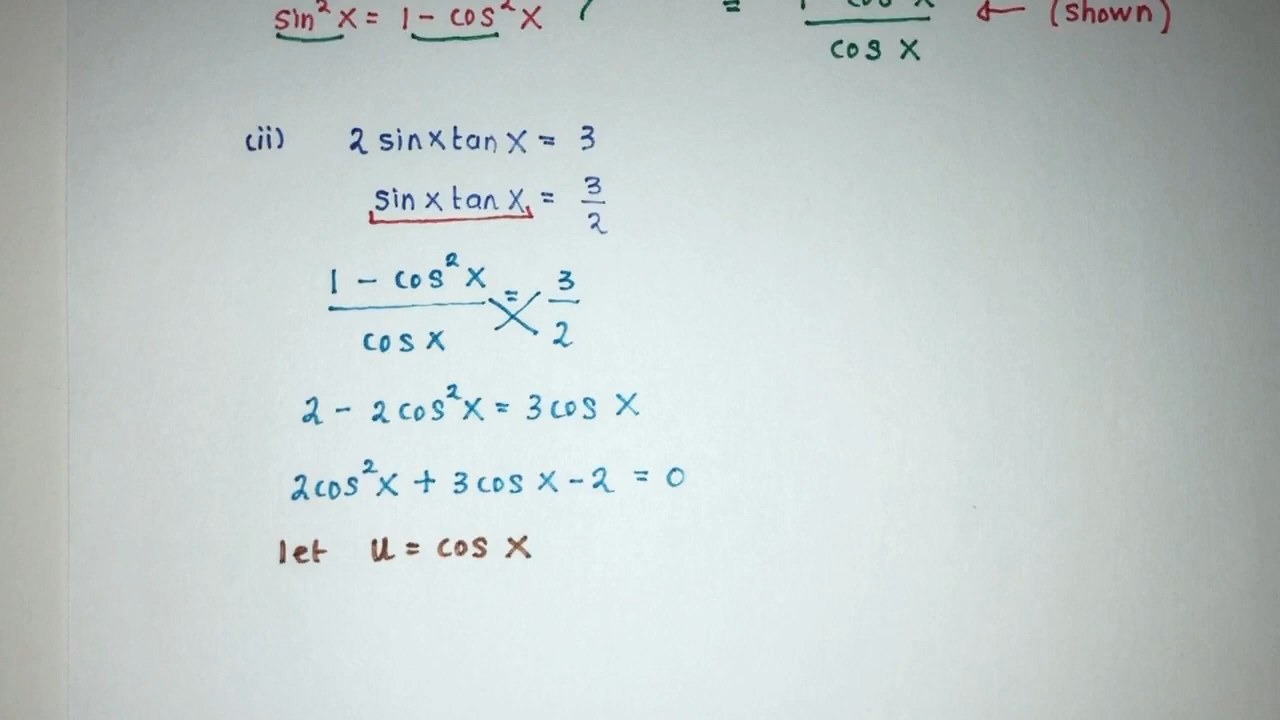 sin²x = 1 - cos²x
=
cos x
← (shown)
(ii) 2 sin x tan x = 3
sin x tan x = 3/2
1 - cos²x / cos x = 3/2
2 - 2cos²x = 3cos x
2cos²x + 3cos x - 2 = 0
let u = cos x